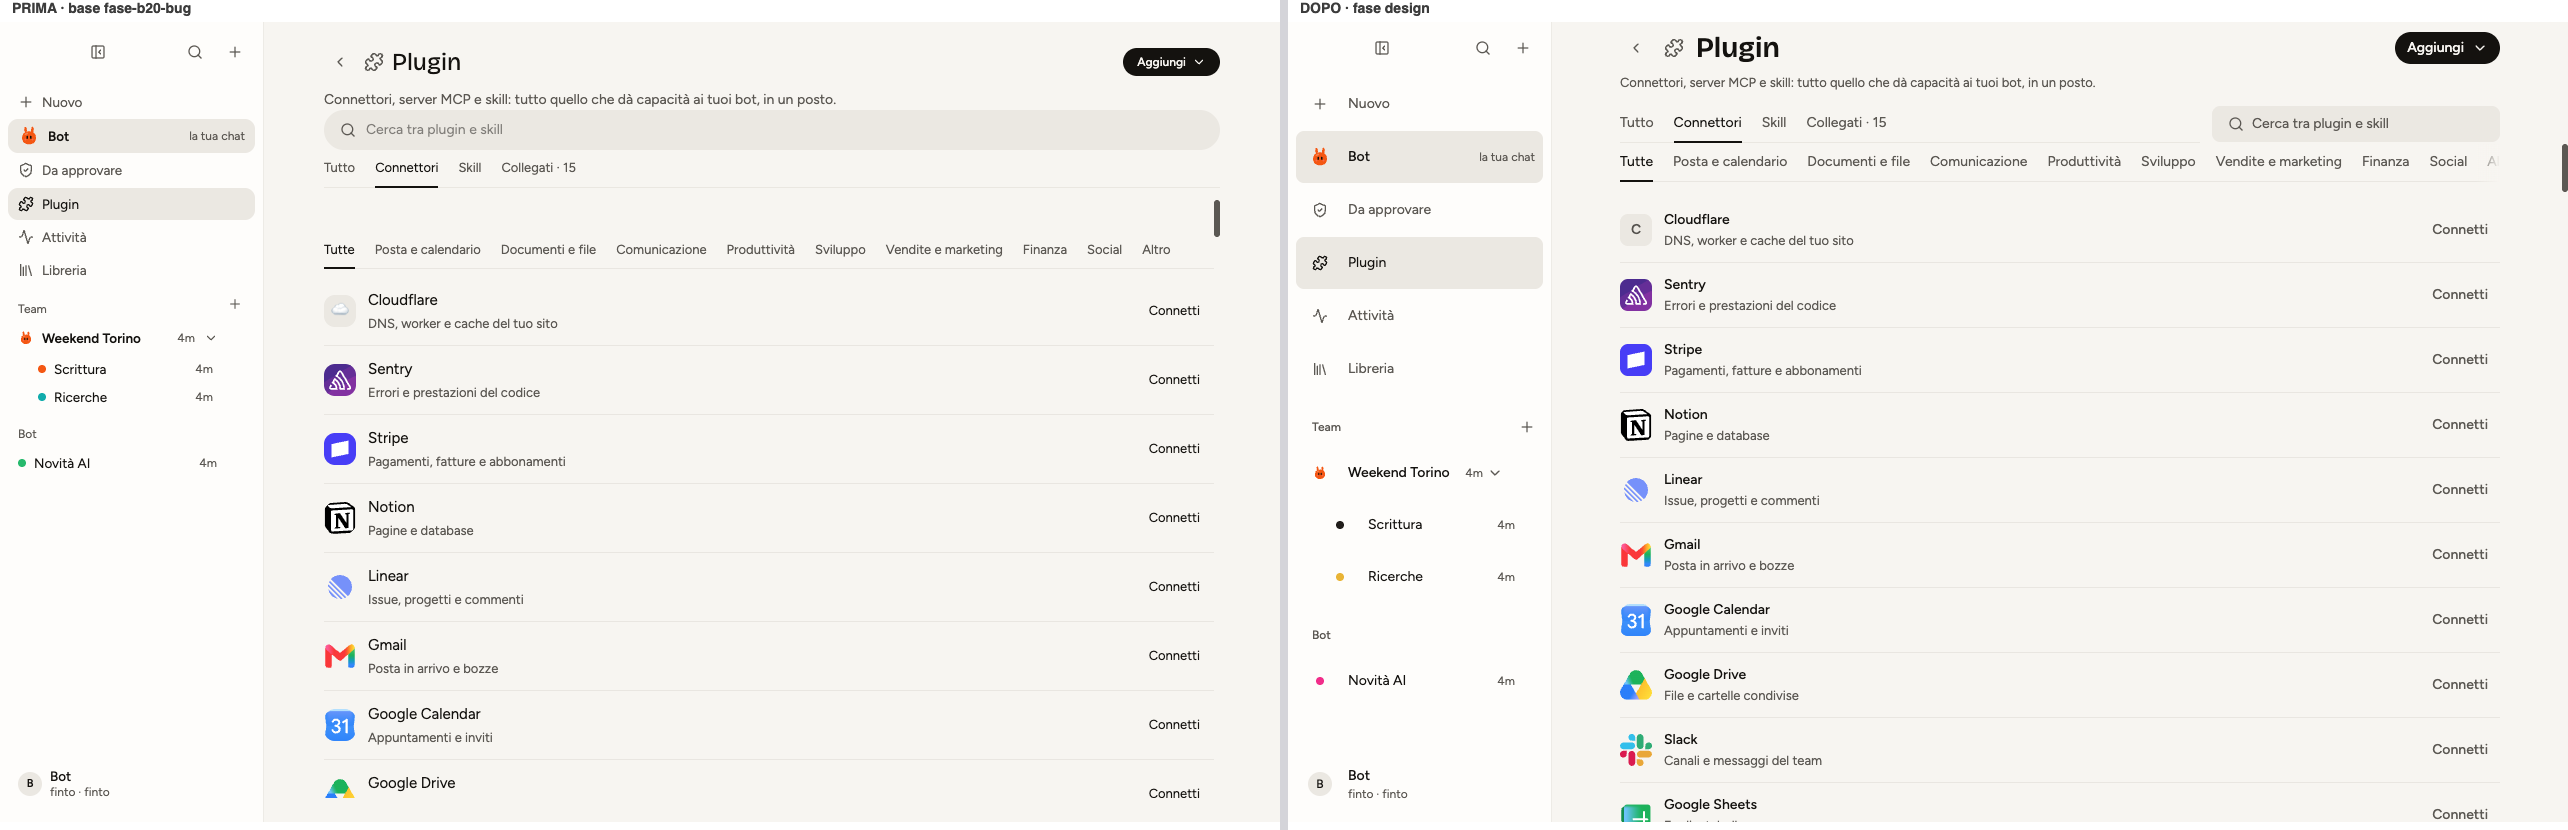 PRIMA · base fase-b20-bug
Nuovo
Bot la tua chat
Da approvare
Plugin
Attività
Libreria
Team
Weekend Torino 4m
Scrittura 4m
Ricerche 4m
Bot
Novità AI 4m
B Bot
finto · finto
Plugin
Aggiungi
Connettori, server MCP e skill: tutto quello che dà capacità ai tuoi bot, in un posto.
Cerca tra plugin e skill
Tutto Connettori Skill Collegati · 15
Tutte Posta e calendario Documenti e file Comunicazione Produttività Sviluppo Vendite e marketing Finanza Social Altro
Cloudflare
DNS, worker e cache del tuo sito
Connetti
Sentry
Errori e prestazioni del codice
Connetti
Stripe
Pagamenti, fatture e abbonamenti
Connetti
N
Notion
Pagine e database
Connetti
Linear
Issue, progetti e commenti
Connetti
Gmail
Posta in arrivo e bozze
Connetti
31
Google Calendar
Appuntamenti e inviti
Connetti
Google Drive
Connetti
DOPO · fase design
Nuovo
Bot la tua chat
Da approvare
Plugin
Attività
Libreria
Team
Weekend Torino 4m
Scrittura 4m
Ricerche 4m
Bot
Novità AI 4m
B Bot
finto · finto
Plugin
Aggiungi
Connettori, server MCP e skill: tutto quello che dà capacità ai tuoi bot, in un posto.
Tutto Connettori Skill Collegati · 15
Cerca tra plugin e skill
Tutte Posta e calendario Documenti e file Comunicazione Produttività Sviluppo Vendite e marketing Finanza Social
C
Cloudflare
DNS, worker e cache del tuo sito
Connetti
Sentry
Errori e prestazioni del codice
Connetti
Stripe
Pagamenti, fatture e abbonamenti
Connetti
N
Notion
Pagine e database
Connetti
Linear
Issue, progetti e commenti
Connetti
Gmail
Posta in arrivo e bozze
Connetti
31
Google Calendar
Appuntamenti e inviti
Connetti
Google Drive
File e cartelle condivise
Connetti
Slack
Canali e messaggi del team
Connetti
Google Sheets
Connetti